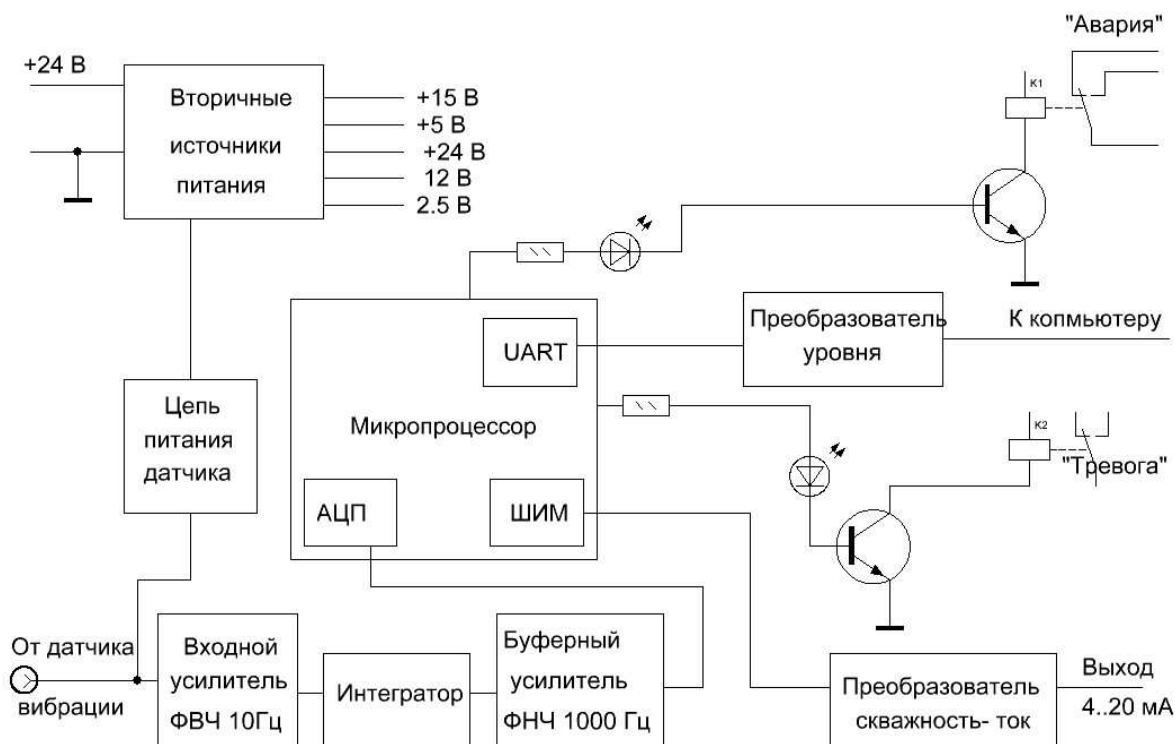 "Авария"
+24 В
Вторичные
источники
питания
+15 В
+5 В
+24 В
12 В
2.5 В
К1
UART
Преобразователь
уровня
К копмьютеру
Микропроцессор
Цепь
питания
датчика
К2
"Тревога"
АЦП
ШИМ
От датчика
вибрации
Входной
усилитель
ФВЧ 10Гц
Интегратор
Буферный
усилитель
ФНЧ 1000 Гц
Преобразователь
скважность- ток
Выход
4..20 мА